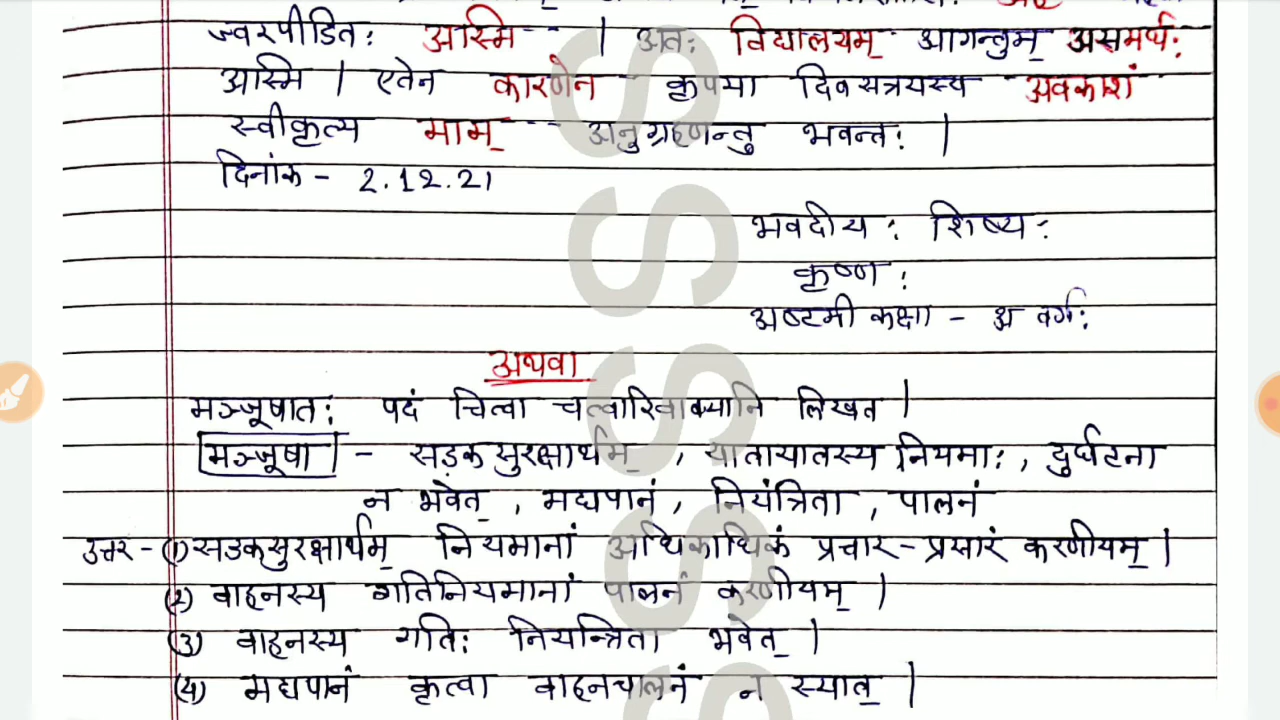 ज्वरपीडितः अस्मि | अतः विद्यालयम् आगन्तुम् असमर्थः
अस्मि | एतेन कारणेन कृपया दिवसत्रयस्य अवकाशं
स्वीकृत्य माम् अनुग्रहणन्तु भवन्तः |
दिनांक - 2.12.21
भवदीयः शिष्यः
कृष्णः
अष्टमी कक्षा - अ वर्गः
अथवा
मञ्जूषातः पदं चित्वा चत्वारिवाक्यानि लिखत |
मञ्जूषा - सड़कसुरक्षार्थम्, यातायातस्य नियमाः, दुर्घटना
न भवेत्, मद्यपानं, नियंत्रिता, पालनं
उत्तर - (1) सडकसुरक्षार्थम् नियमानां अधिकाधिकं प्रचार-प्रसारं करणीयम् |
(2) वाहनस्य गतिनियमानां पालनं करणीयम् |
(3) वाहनस्य गतिः नियन्त्रिता भवेत् |
(4) मद्यपानं कृत्वा वाहनचालनं न स्यात् |